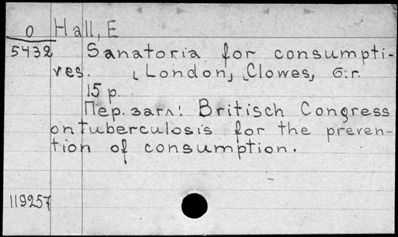 O Hall, E
5432 Sanatoria for consumpti-
ves. London, Clowes, б.г.
15 p.
Пер. загл: Britisch Congress
on tuberculosis for the preven-
tion of consumption.
119257